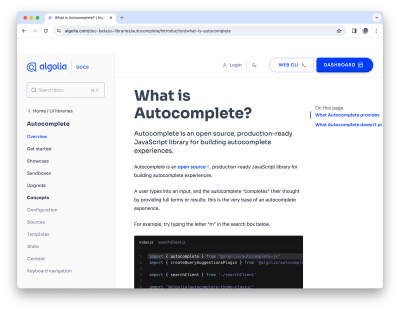 What is Autocomplete? | Algolia
algolia.com/doc-beta/ui-libraries/autocomplete/introduction/what-is-autocomplete
algolia DOCS
Login
WEB CLI >_
DASHBOARD
Search docs
⌘ K
Home / UI libraries
Autocomplete
Overview
Get started
Showcase
Sandboxes
Upgrade
Concepts
Configuration
Sources
Templates
State
Context
Keyboard navigation
What is
Autocomplete?
Autocomplete is an open source, production-ready
JavaScript library for building autocomplete
experiences.
Autocomplete is an open source, production-ready JavaScript library for
building autocomplete experiences.
A user types into an input, and the autocomplete “completes” their thought
by providing full terms or results: this is the very base of an autocomplete
experience.
For example, try typing the letter “m” in the search box below.
index.js searchClient.js
1 import { autocomplete } from '@algolia/autocomplete-js'
2 import { createQuerySuggestionsPlugin } from '@algolia/autocomple
import { searchClient } from './searchClient'
import '@algolia/autocomplete-theme-classic'
On this page
What Autocomplete provides
What Autocomplete doesn't pr